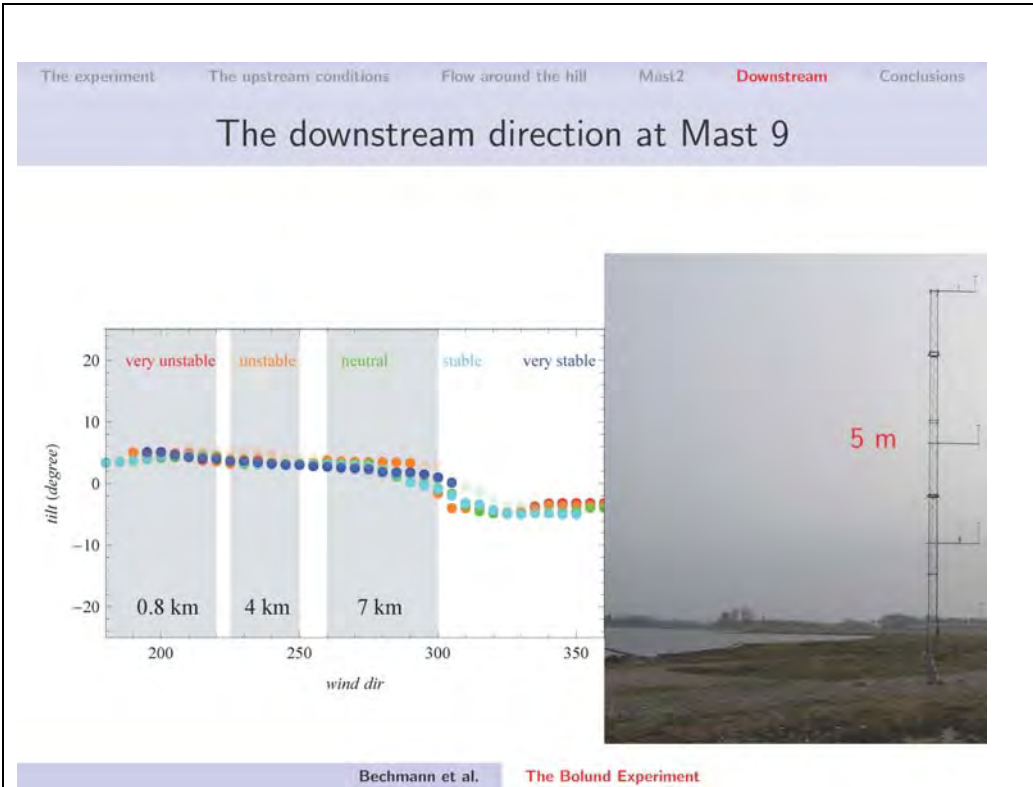 The experiment The upstream conditions Flow around the hill Mast2 Downstream Conclusions
The downstream direction at Mast 9
very unstable unstable neutral stable very stable
20
10
0
−10
−20
tilt (degree)
0.8 km 4 km 7 km
200 250 300 350
wind dir
5 m
Bechmann et al. The Bolund Experiment